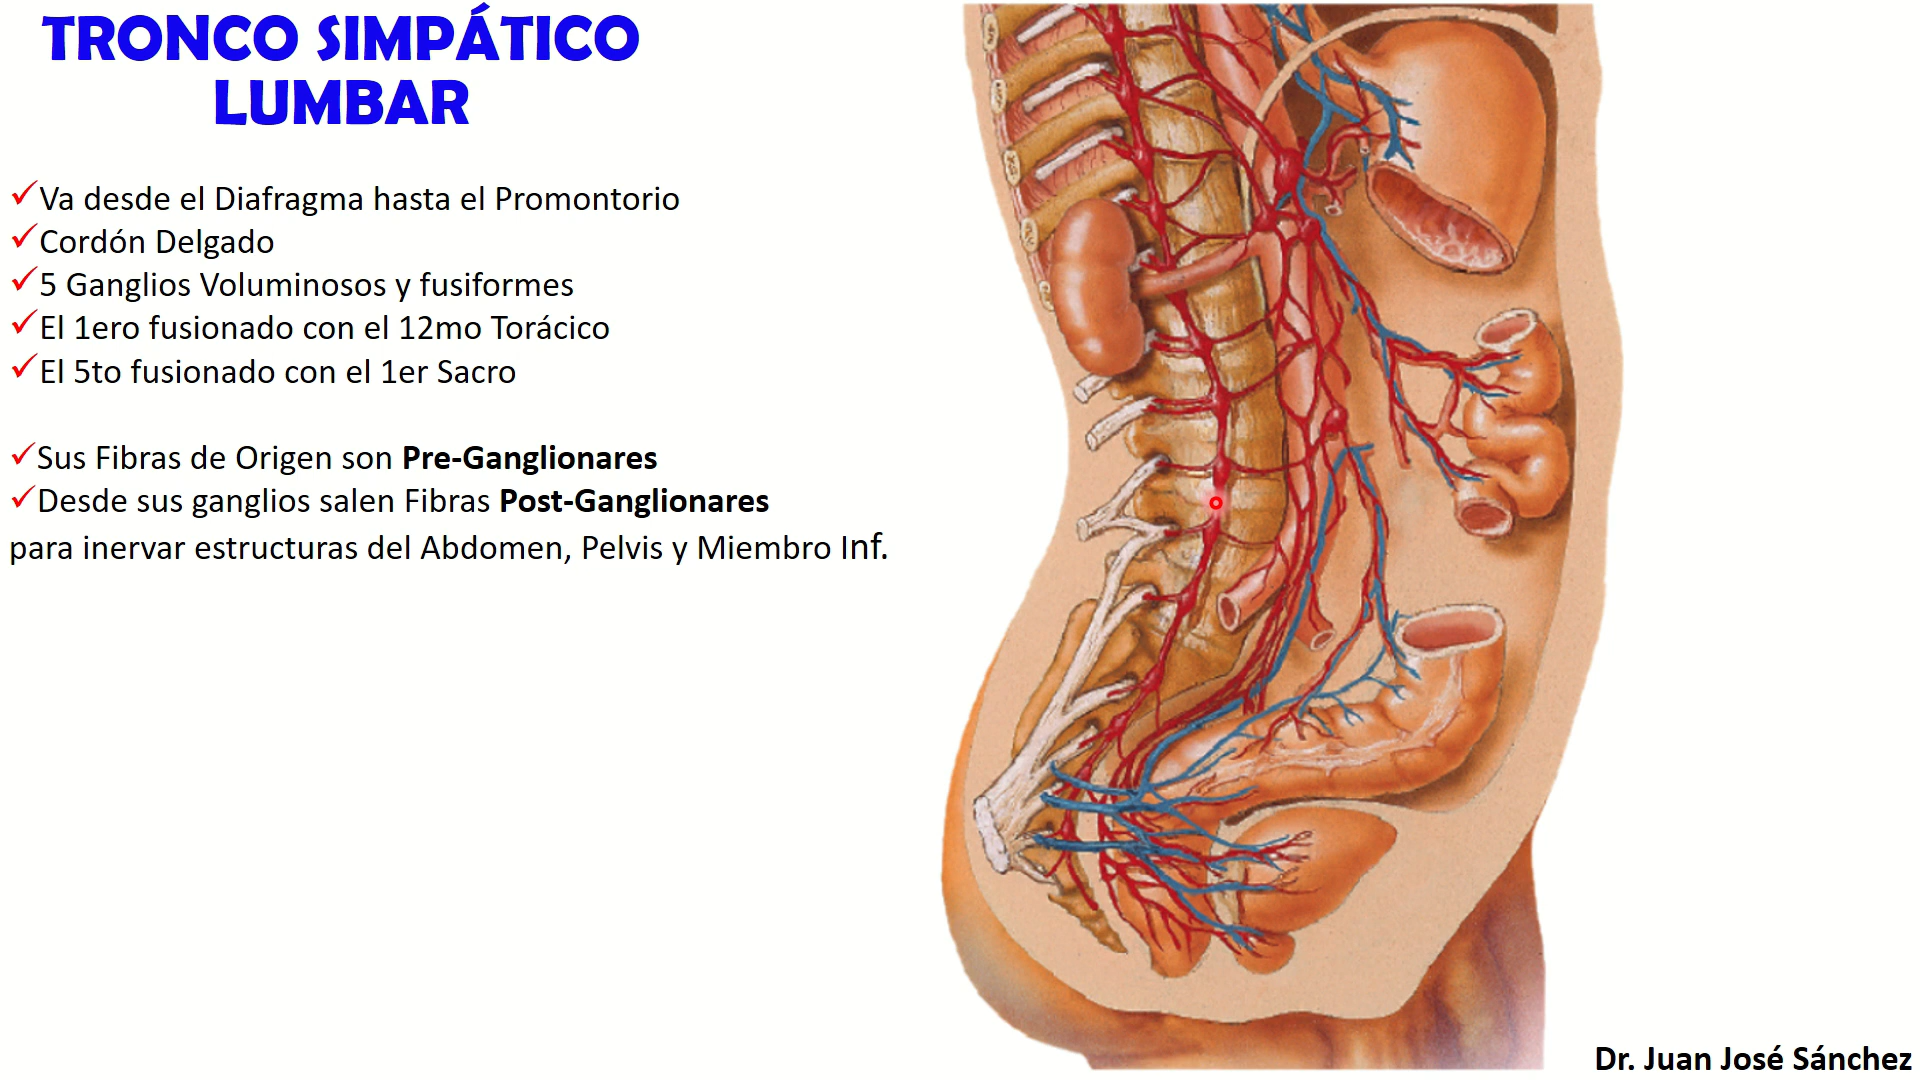 TRONCO SIMPÁTICO
LUMBAR
✓Va desde el Diafragma hasta el Promontorio
✓Cordón Delgado
✓5 Ganglios Voluminosos y fusiformes
✓El 1ero fusionado con el 12mo Torácico
✓El 5to fusionado con el 1er Sacro
✓Sus Fibras de Origen son Pre-Ganglionares
✓Desde sus ganglios salen Fibras Post-Ganglionares
para inervar estructuras del Abdomen, Pelvis y Miembro Inf.
Dr. Juan José Sánchez